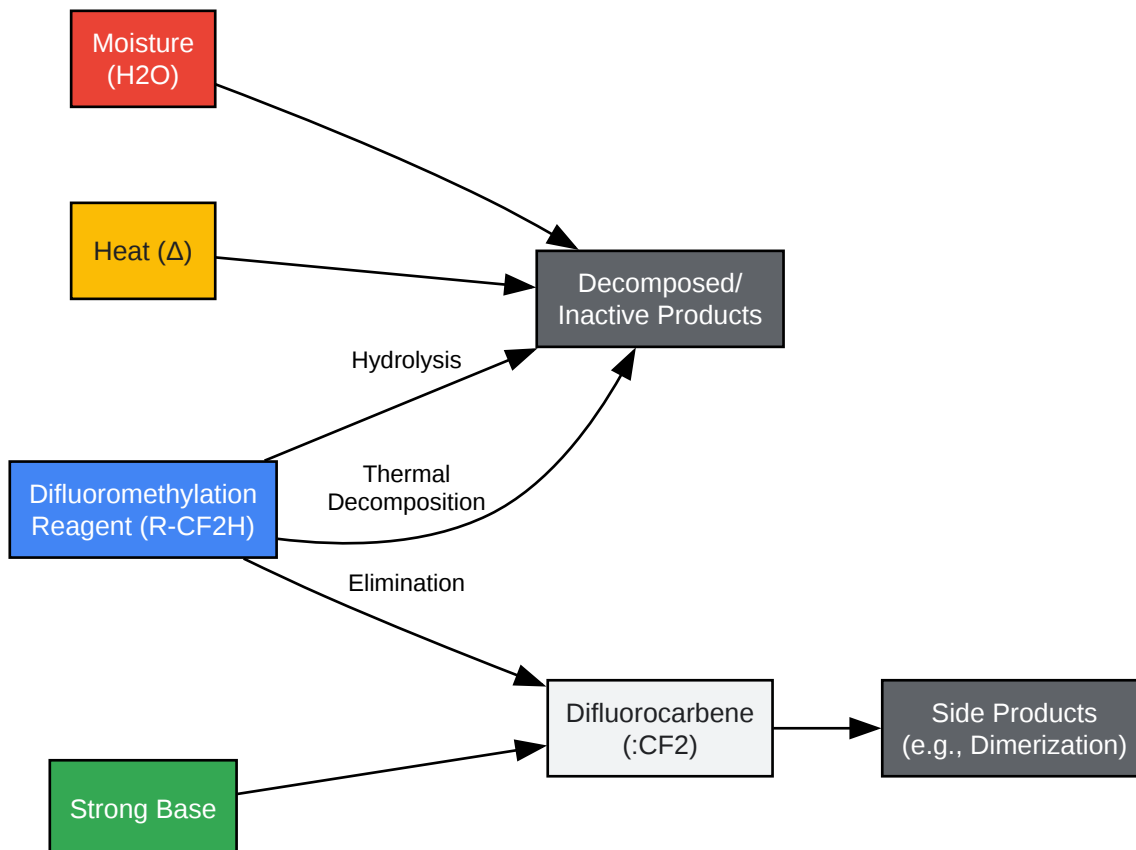 Moisture
(H2O)
Heat (Δ)
Decomposed/
Inactive Products
Hydrolysis
Thermal
Decomposition
Difluoromethylation
Reagent (R-CF2H)
Elimination
Difluorocarbene
(:CF2)
Side Products
(e.g., Dimerization)
Strong Base